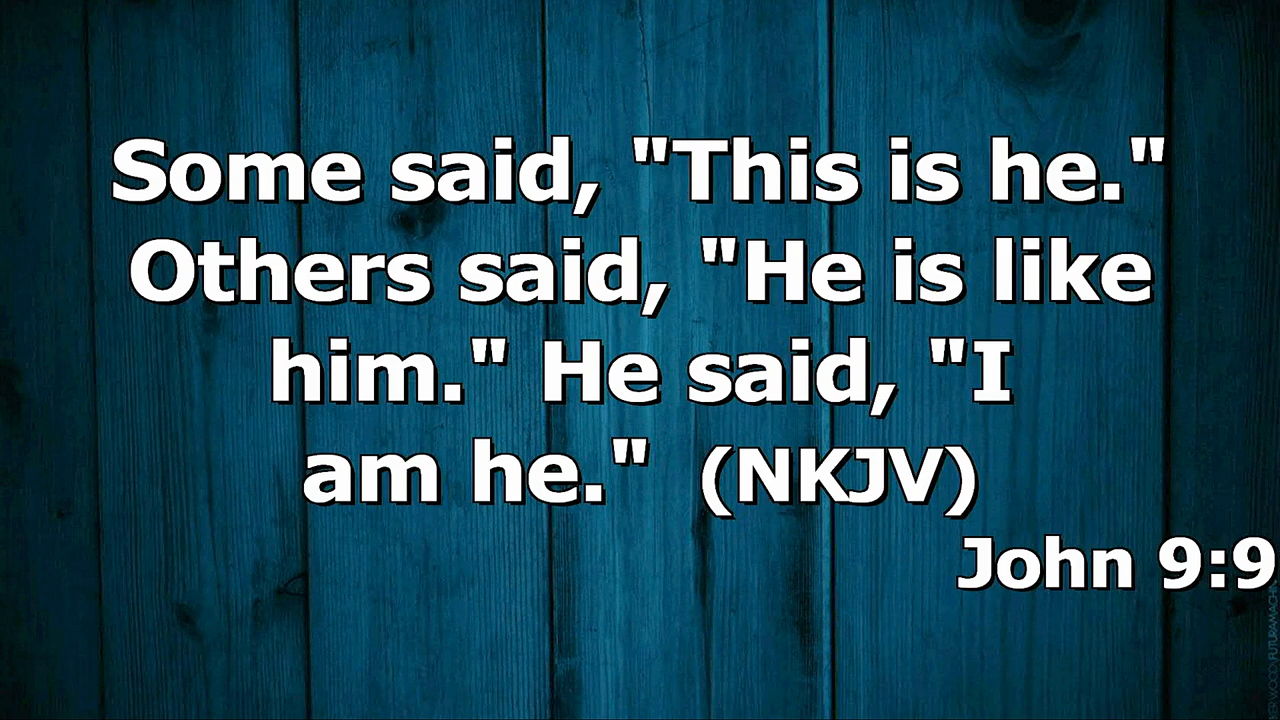 Some said, "This is he."
Others said, "He is like
him." He said, "I
am he." (NKJV)
John 9:9